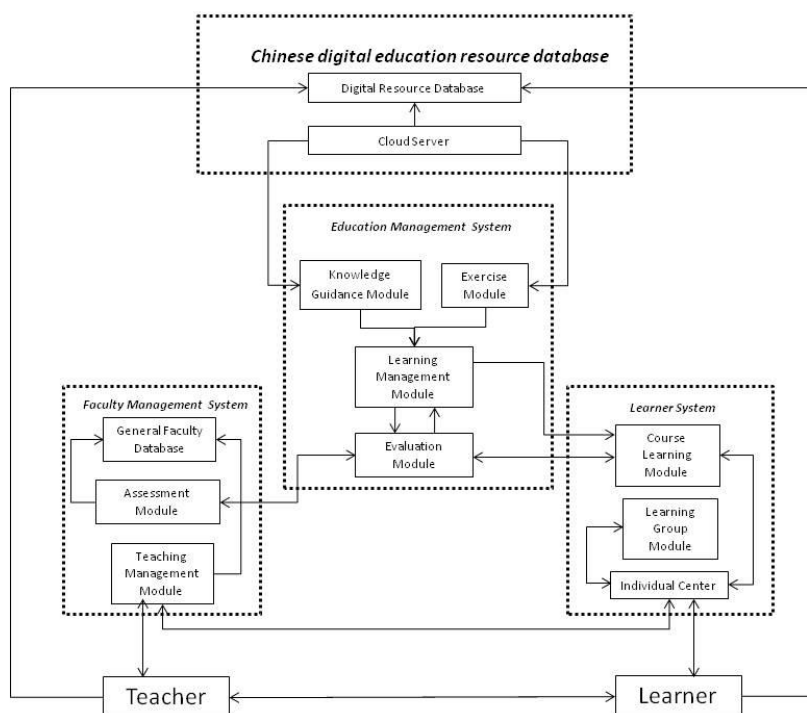 Chinese digital education resource database
Digital Resource Database
Cloud Server
Education Management System
Knowledge
Guidance Module
Exercise
Module
Learning
Management
Module
Evaluation
Module
Faculty Management System
General Faculty
Database
Assessment
Module
Teaching
Management
Module
Learner System
Course
Learning
Module
Learning
Group
Module
Individual Center
Teacher
Learner